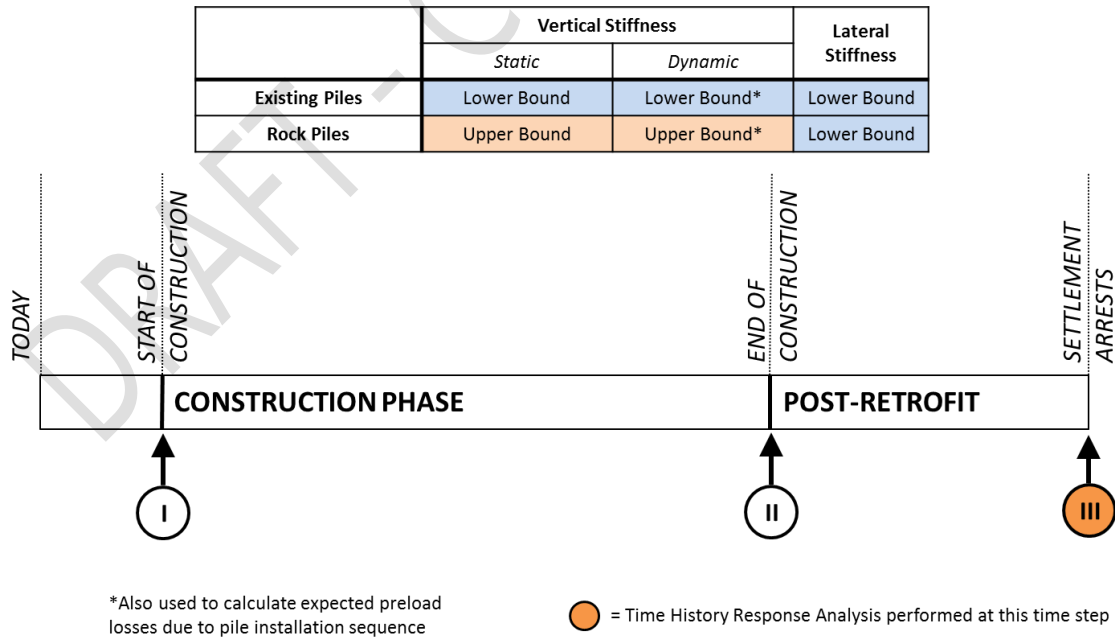 Vertical Stiffness
Lateral
Stiffness
Static
Dynamic
Existing Piles
Lower Bound
Lower Bound*
Lower Bound
Rock Piles
Upper Bound
Upper Bound*
Lower Bound
DRAFT - C
TODAY
START OF
CONSTRUCTION
END OF
CONSTRUCTION
SETTLEMENT
ARRESTS
CONSTRUCTION PHASE
POST-RETROFIT
I
II
III
*Also used to calculate expected preload
losses due to pile installation sequence
= Time History Response Analysis performed at this time step